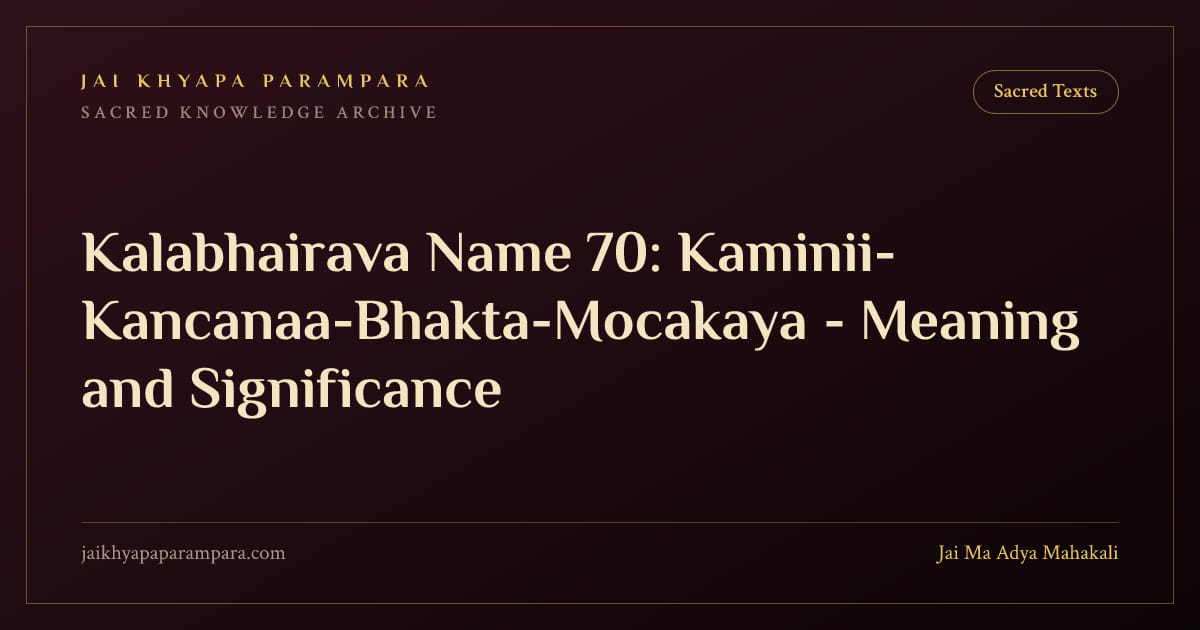 JAI KHYAPA PARAMPARA
SACRED KNOWLEDGE ARCHIVE
Sacred Texts
Kalabhairava Name 70: Kaminii-
Kancanaa-Bhakta-Mocakaya - Meaning
and Significance
jaikhyapaparampara.com
Jai Ma Adya Mahakali